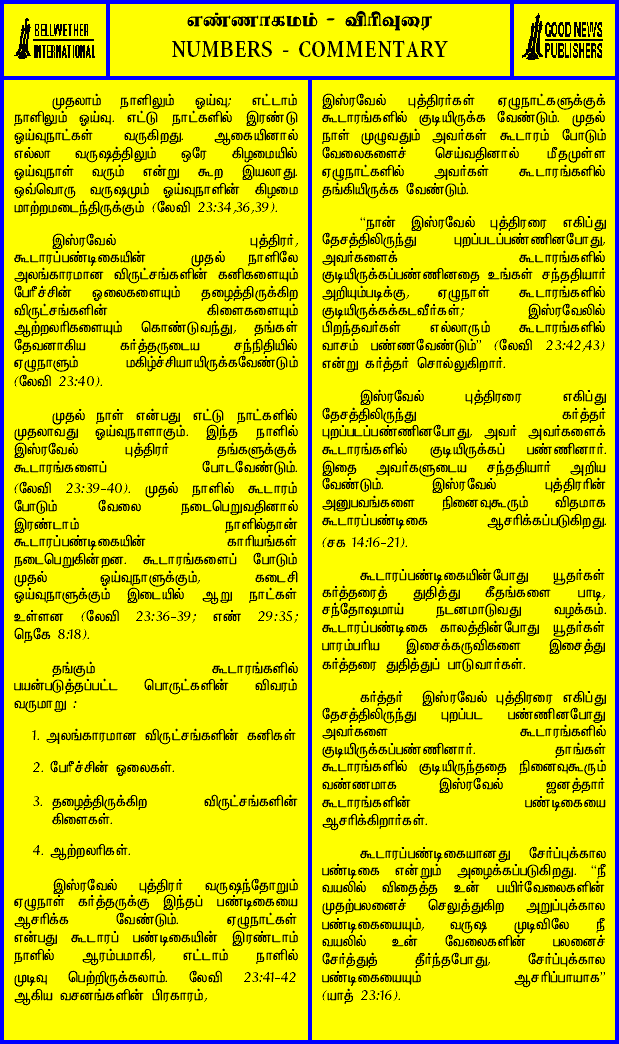 BELLWETHER
INTERNATIONAL
எண்ணாகமம் - விரிவுரை
NUMBERS - COMMENTARY
GOOD NEWS
PUBLISHERS
முதலாம் நாளிலும் ஓய்வு; எட்டாம்
நாளிலும் ஓய்வு. எட்டு நாட்களில் இரண்டு
ஓய்வுநாட்கள் வருகிறது. ஆகையினால்
எல்லா வருஷத்திலும் ஒரே கிழமையில்
ஓய்வுநாள் வரும் என்று கூற இயலாது.
ஒவ்வொரு வருஷமும் ஓய்வுநாளின் கிழமை
மாற்றமடைந்திருக்கும் (லேவி 23:34,36,39).
இஸ்ரவேல் புத்திரர்,
கூடாரப்பண்டிகையின் முதல் நாளிலே
அலங்காரமான விருட்சங்களின் கனிகளையும்
பேரீச்சின் ஓலைகளையும் தழைத்திருக்கிற
விருட்சங்களின் கிளைகளையும்
ஆற்றலரிகளையும் கொண்டுவந்து, தங்கள்
தேவனாகிய கர்த்தருடைய சந்நிதியில்
ஏழுநாளும் மகிழ்ச்சியாயிருக்கவேண்டும்
(லேவி 23:40).
முதல் நாள் என்பது எட்டு நாட்களில்
முதலாவது ஓய்வுநாளாகும். இந்த நாளில்
இஸ்ரவேல் புத்திரர் தங்களுக்குக்
கூடாரங்களைப் போடவேண்டும்.
(லேவி 23:39-40). முதல் நாளில் கூடாரம்
போடும் வேலை நடைபெறுவதினால்
இரண்டாம் நாளில்தான்
கூடாரப்பண்டிகையின் காரியங்கள்
நடைபெறுகின்றன. கூடாரங்களைப் போடும்
முதல் ஓய்வுநாளுக்கும், கடைசி
ஓய்வுநாளுக்கும் இடையில் ஆறு நாட்கள்
உள்ளன (லேவி 23:36-39; எண் 29:35;
நெகே 8:18).
தங்கும் கூடாரங்களில்
பயன்படுத்தப்பட்ட பொருட்களின் விவரம்
வருமாறு :
1. அலங்காரமான விருட்சங்களின் கனிகள்
2. பேரீச்சின் ஓலைகள்.
3. தழைத்திருக்கிற விருட்சங்களின்
கிளைகள்.
4. ஆற்றலரிகள்.
இஸ்ரவேல் புத்திரர் வருஷந்தோறும்
ஏழுநாள் கர்த்தருக்கு இந்தப் பண்டிகையை
ஆசரிக்க வேண்டும். ஏழுநாட்கள்
என்பது கூடாரப் பண்டிகையின் இரண்டாம்
நாளில் ஆரம்பமாகி, எட்டாம் நாளில்
முடிவு பெற்றிருக்கலாம். லேவி 23:41-42
ஆகிய வசனங்களின் பிரகாரம்,
இஸ்ரவேல் புத்திரர்கள் ஏழுநாட்களுக்குக்
கூடாரங்களில் குடியிருக்க வேண்டும். முதல்
நாள் முழுவதும் அவர்கள் கூடாரம் போடும்
வேலைகளைச் செய்வதினால் மீதமுள்ள
ஏழுநாட்களில் அவர்கள் கூடாரங்களில்
தங்கியிருக்க வேண்டும்.
“நான் இஸ்ரவேல் புத்திரரை எகிப்து
தேசத்திலிருந்து புறப்படப்பண்ணினபோது,
அவர்களைக் கூடாரங்களில்
குடியிருக்கப்பண்ணினதை உங்கள் சந்ததியார்
அறியும்படிக்கு, ஏழுநாள் கூடாரங்களில்
குடியிருக்கக்கடவீர்கள்; இஸ்ரவேலில்
பிறந்தவர்கள் எல்லாரும் கூடாரங்களில்
வாசம் பண்ணவேண்டும்” (லேவி 23:42,43)
என்று கர்த்தர் சொல்லுகிறார்.
இஸ்ரவேல் புத்திரரை எகிப்து
தேசத்திலிருந்து கர்த்தர்
புறப்படப்பண்ணினபோது, அவர் அவர்களைக்
கூடாரங்களில் குடியிருக்கப் பண்ணினார்.
இதை அவர்களுடைய சந்ததியார் அறிய
வேண்டும். இஸ்ரவேல் புத்திரரின்
அனுபவங்களை நினைவுகூரும் விதமாக
கூடாரப்பண்டிகை ஆசரிக்கப்படுகிறது.
(சக 14:16-21).
கூடாரப்பண்டிகையின்போது யூதர்கள்
கர்த்தரைத் துதித்து கீதங்களை பாடி,
சந்தோஷமாய் நடனமாடுவது வழக்கம்.
கூடாரப்பண்டிகை காலத்தின்போது யூதர்கள்
பாரம்பரிய இசைக்கருவிகளை இசைத்து
கர்த்தரை துதித்துப் பாடுவார்கள்.
கர்த்தர் இஸ்ரவேல் புத்திரரை எகிப்து
தேசத்திலிருந்து புறப்பட பண்ணினபோது
அவர்களை கூடாரங்களில்
குடியிருக்கப்பண்ணினார். தாங்கள்
கூடாரங்களில் குடியிருந்ததை நினைவுகூரும்
வண்ணமாக இஸ்ரவேல் ஜனத்தார்
கூடாரங்களின் பண்டிகையை
ஆசரிக்கிறார்கள்.
கூடாரப்பண்டிகையானது சேர்ப்புக்கால
பண்டிகை என்றும் அழைக்கப்படுகிறது. “நீ
வயலில் விதைத்த உன் பயிர்வேலைகளின்
முதற்பலனைச் செலுத்துகிற அறுப்புக்கால
பண்டிகையையும், வருஷ முடிவிலே நீ
வயலில் உன் வேலைகளின் பலனைச்
சேர்த்துத் தீர்ந்தபோது, சேர்ப்புக்கால
பண்டிகையையும் ஆசரிப்பாயாக”
(யாத் 23:16).